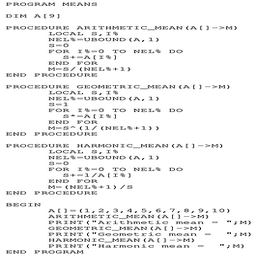 PROGRAM MEANS
DIM A[9]
PROCEDURE ARITHMETIC_MEAN(A[]->M)
LOCAL S,I%
NEL%=UBOUND(A,1)
S=0
FOR I%=0 TO NEL% DO
S+=A[I%]
END FOR
M=S/(NEL%+1)
END PROCEDURE
PROCEDURE GEOMETRIC_MEAN(A[]->M)
LOCAL S,I%
NEL%=UBOUND(A,1)
S=1
FOR I%=0 TO NEL% DO
S*=A[I%]
END FOR
M=S^(1/(NEL%+1))
END PROCEDURE
PROCEDURE HARMONIC_MEAN(A[]->M)
LOCAL S,I%
NEL%=UBOUND(A,1)
S=0
FOR I%=0 TO NEL% DO
S+=1/A[I%]
END FOR
M=(NEL%+1)/S
END PROCEDURE
BEGIN
A[]=(1,2,3,4,5,6,7,8,9,10)
ARITHMETIC_MEAN(A[]->M)
PRINT("Arithmetic mean = ";M)
GEOMETRIC_MEAN(A[]->M)
PRINT("Geometric mean = ";M)
HARMONIC_MEAN(A[]->M)
PRINT("Harmonic mean = ";M)
END PROGRAM